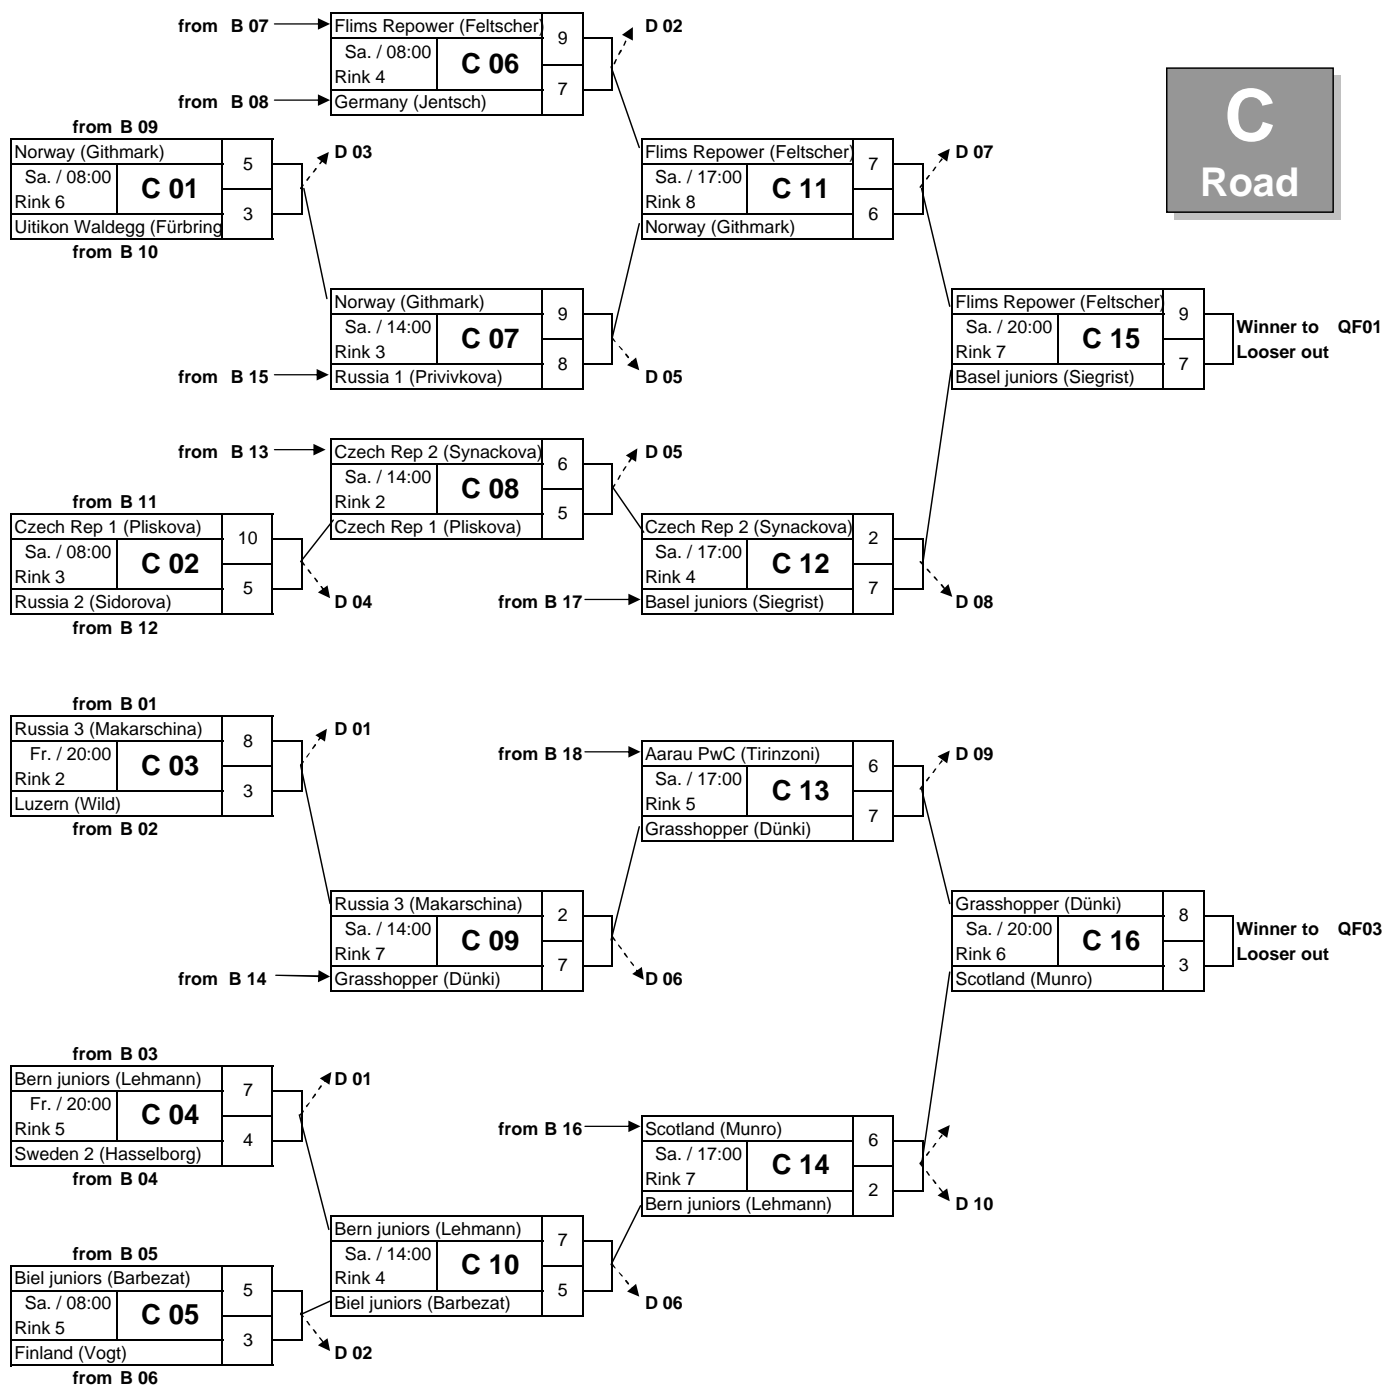 from B 07
Flims Repower (Feltscher)
9
D 02
Sa. / 08:00
C 06
Rink 4
7
from B 08
Germany (Jentsch)
C
Road
from B 09
Norway (Githmark)
5
D 03
Sa. / 08:00
C 01
Rink 6
3
Uitikon Waldegg (Fürbring
from B 10
Flims Repower (Feltscher)
7
D 07
Sa. / 17:00
C 11
Rink 8
6
Norway (Githmark)
Norway (Githmark)
9
Sa. / 14:00
C 07
Rink 3
8
from B 15
Russia 1 (Privivkova)
D 05
Flims Repower (Feltscher)
9
Sa. / 20:00
C 15
Rink 7
7
Basel juniors (Siegrist)
Winner to QF01
Looser out
from B 13
Czech Rep 2 (Synackova)
6
D 05
Sa. / 14:00
C 08
Rink 2
5
Czech Rep 1 (Pliskova)
from B 11
Czech Rep 1 (Pliskova)
10
Sa. / 08:00
C 02
Rink 3
5
D 04
Russia 2 (Sidorova)
from B 12
Czech Rep 2 (Synackova)
2
Sa. / 17:00
C 12
Rink 4
7
from B 17
Basel juniors (Siegrist)
D 08
from B 01
Russia 3 (Makarschina)
8
D 01
Fr. / 20:00
C 03
Rink 2
3
Luzern (Wild)
from B 02
from B 18
Aarau PwC (Tirinzoni)
6
D 09
Sa. / 17:00
C 13
Rink 5
7
Grasshopper (Dünki)
Russia 3 (Makarschina)
2
Sa. / 14:00
C 09
Rink 7
7
from B 14
Grasshopper (Dünki)
D 06
Grasshopper (Dünki)
8
Sa. / 20:00
C 16
Rink 6
3
Scotland (Munro)
Winner to QF03
Looser out
from B 03
Bern juniors (Lehmann)
7
D 01
Fr. / 20:00
C 04
Rink 5
4
Sweden 2 (Hasselborg)
from B 04
from B 16
Scotland (Munro)
6
Sa. / 17:00
C 14
Rink 7
2
Bern juniors (Lehmann)
D 10
Bern juniors (Lehmann)
7
Sa. / 14:00
C 10
Rink 4
5
Biel juniors (Barbezat)
D 06
from B 05
Biel juniors (Barbezat)
5
Sa. / 08:00
C 05
Rink 5
3
Finland (Vogt)
D 02
from B 06